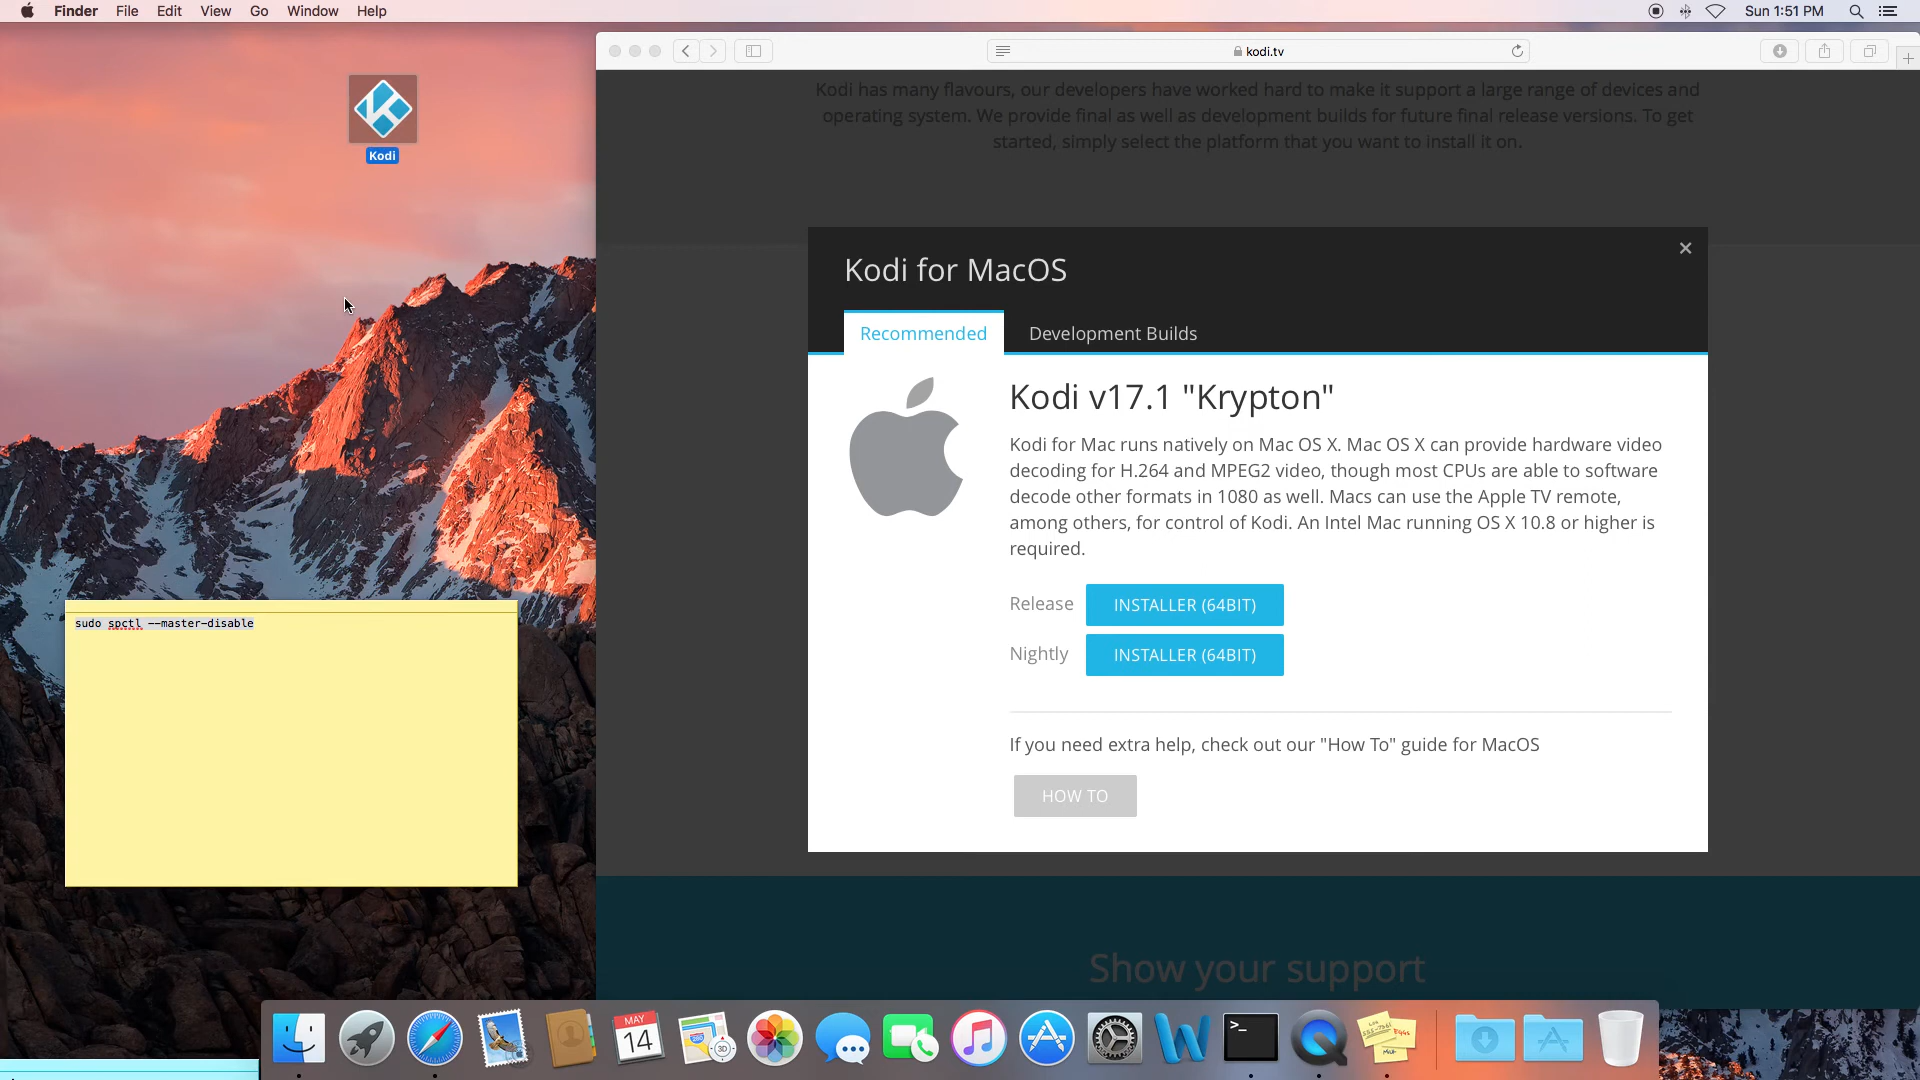 Finder File Edit View Go Window Help
Sun 1:51 PM
kodi.tv
Kodi
Kodi has many flavours, our developers have worked hard to make it support a large range of devices and
operating system. We provide final as well as development builds for future final release versions. To get
started, simply select the platform that you want to install it on.
Kodi for MacOS
Recommended
Development Builds
Kodi v17.1 "Krypton"
Kodi for Mac runs natively on Mac OS X. Mac OS X can provide hardware video
decoding for H.264 and MPEG2 video, though most CPUs are able to software
decode other formats in 1080 as well. Macs can use the Apple TV remote,
among others, for control of Kodi. An Intel Mac running OS X 10.8 or higher is
required.
Release
INSTALLER (64BIT)
Nightly
INSTALLER (64BIT)
If you need extra help, check out our "How To" guide for MacOS
HOW TO
sudo spctl --master-disable
Show your support
MAY
14
3D